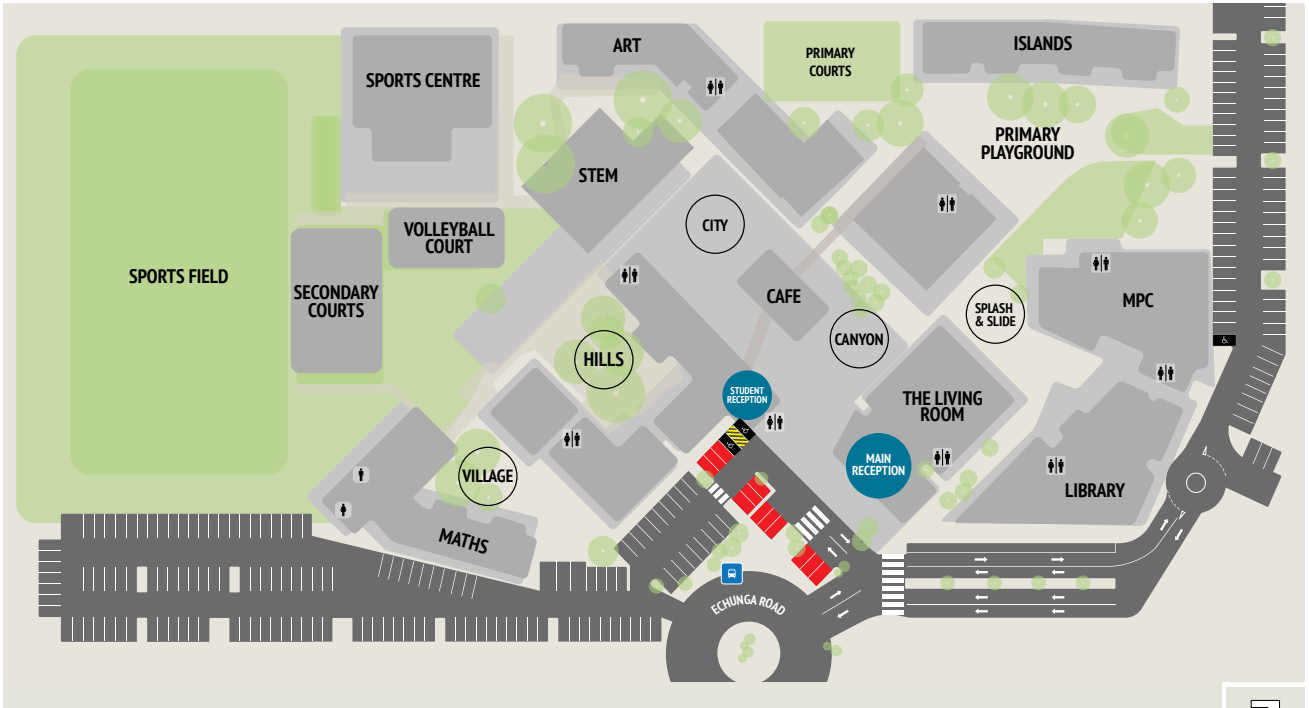 ART
PRIMARY
COURTS
ISLANDS
SPORTS CENTRE
PRIMARY
PLAYGROUND
STEM
CITY
VOLLEYBALL
COURT
SPORTS FIELD
SECONDARY
COURTS
CAFE
MPC
SPLASH
& SLIDE
CANYON
HILLS
STUDENT
RECEPTION
THE LIVING
ROOM
MAIN
RECEPTION
VILLAGE
LIBRARY
MATHS
ECHUNGA ROAD